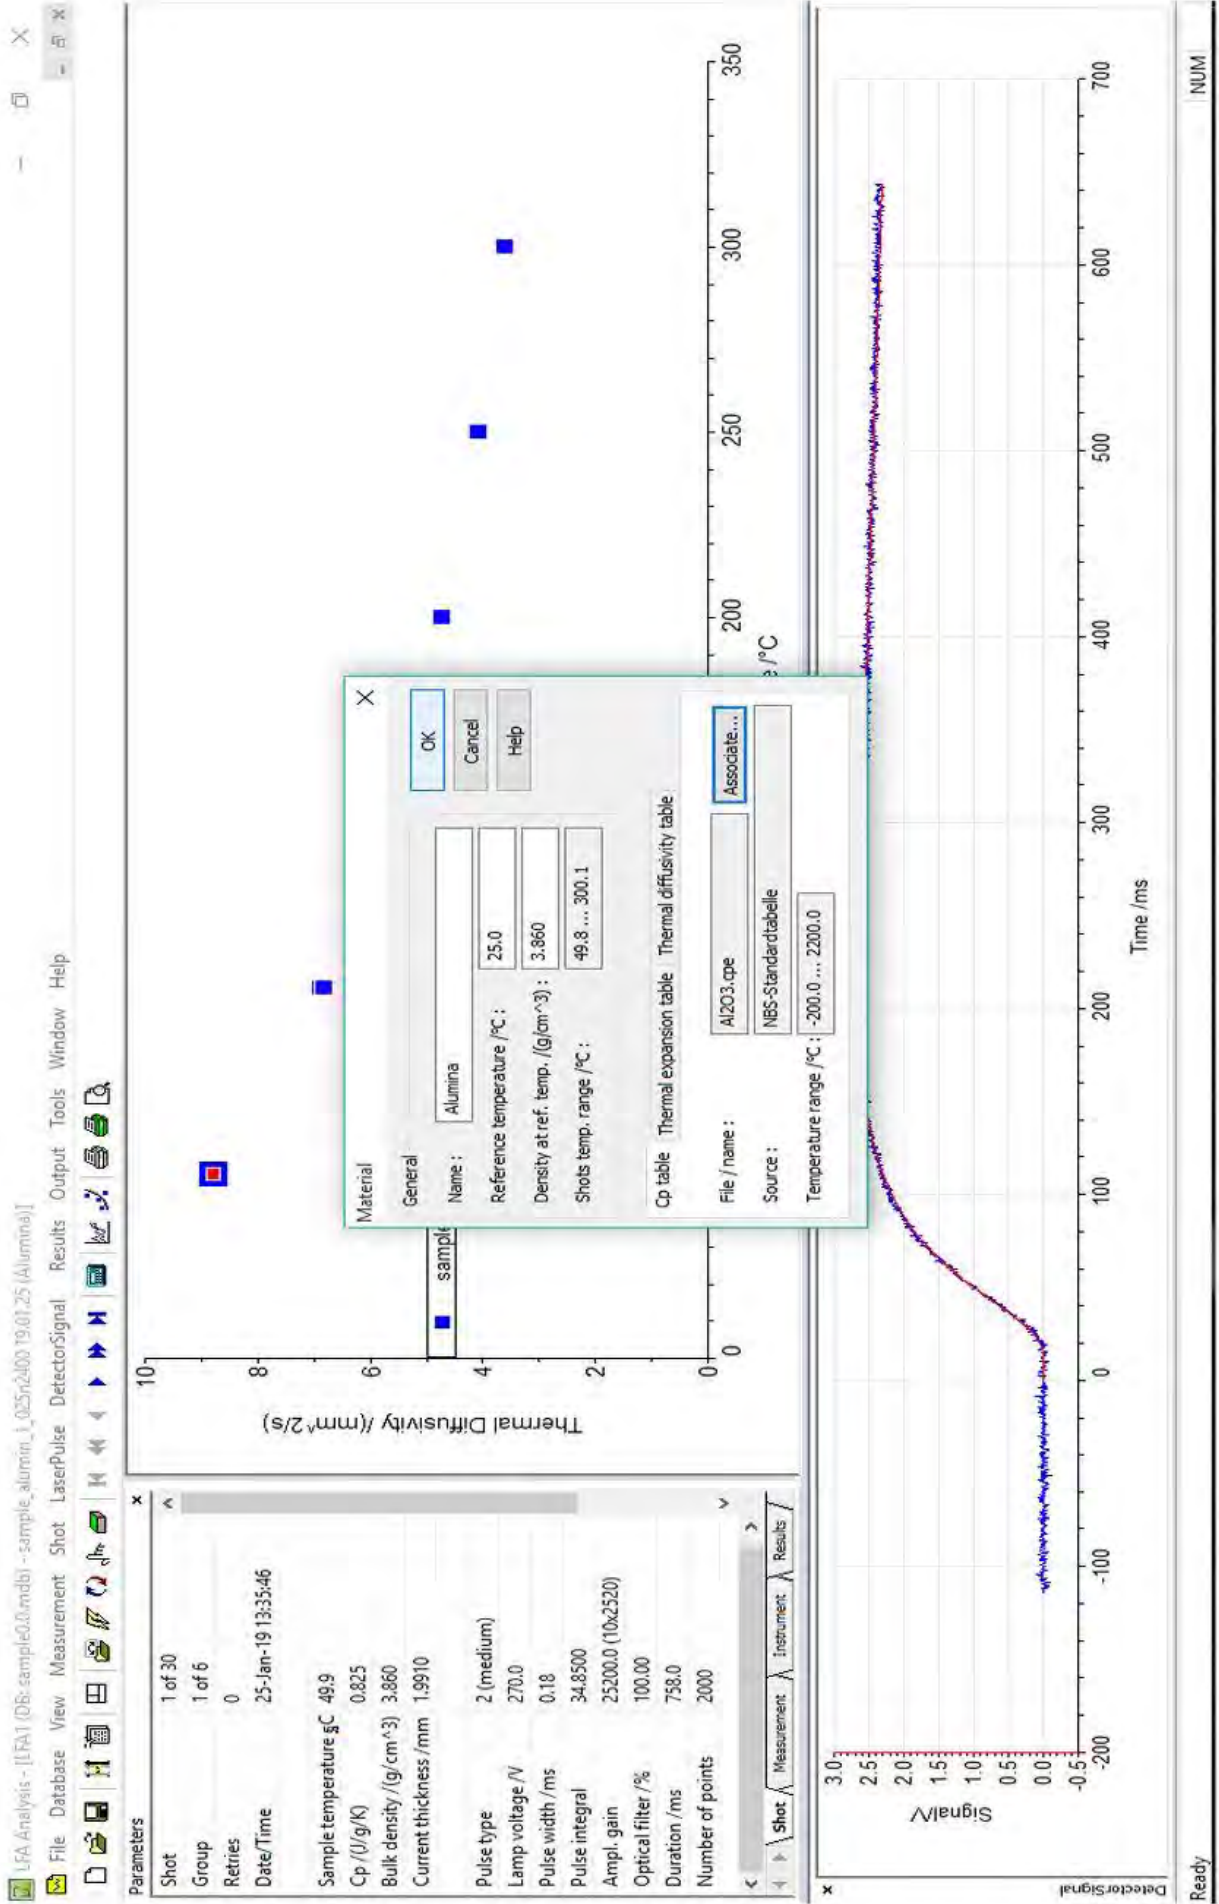 LFA Analysis - [LFA1 (DB: sample0.0.mdb) - sample_alumin_1_025n2400 19.01.25 (Alumina)]
File Database View Measurement Shot LaserPulse DetectorSignal Results Output Tools Window Help
Parameters
Shot 1 of 30
Group 1 of 6
Retries 0
Date/Time 25-Jan-19 13:35:46
Sample temperature §C 49.9
Cp /(J/g/K) 0.825
Bulk density /(g/cm^3) 3.860
Current thickness /mm 1.9910
Pulse type 2 (medium)
Lamp voltage /V 270.0
Pulse width /ms 0.18
Pulse integral 34.8500
Ampl. gain 25200.0 (10x2520)
Optical filter /% 100.00
Duration /ms 758.0
Number of points 2000
Shot Measurement Instrument Results
Thermal Diffusivity /(mm^2/s)
10
8
6
4
2
0
sample
0 200 250 300 350
e /°C
Material
General
Name : Alumina
Reference temperature /°C : 25.0
Density at ref. temp. /(g/cm^3) : 3.860
Shots temp. range /°C : 49.8 ... 300.1
OK
Cancel
Help
Cp table Thermal expansion table Thermal diffusivity table
File / name : Al2O3.cpe Associate...
Source : NBS-Standardtabelle
Temperature range /°C : -200.0 ... 2200.0
DetectorSignal
Signal/V
3.0
2.5
2.0
1.5
1.0
0.5
0.0
-0.5
-200 -100 0 100 200 300 400 500 600 700
Time /ms
Ready NUM